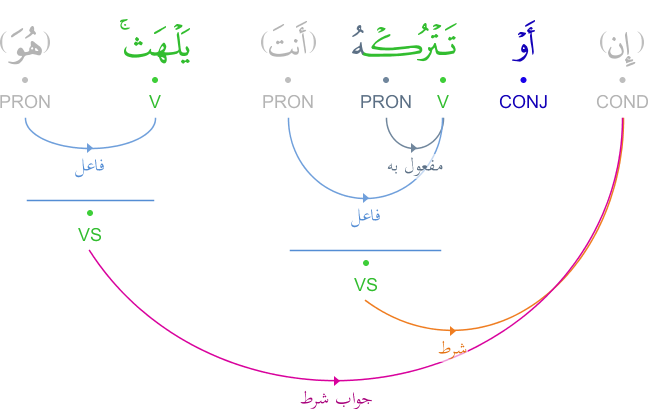 (إِن) أَوْ تَتْرُكْهُ (أَنتَ) يَلْهَث ۚ (هُوَ)
COND CONJ V PRON PRON V PRON
مفعول به
فاعل
فاعل
VS
VS
شرط
جواب شرط